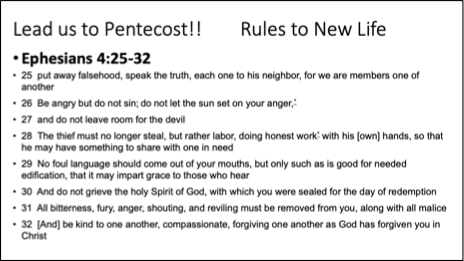 Lead us to Pentecost!! Rules to New Life
• Ephesians 4:25-32
• 25 put away falsehood, speak the truth, each one to his neighbor, for we are members one of
another
• 26 Be angry but do not sin; do not let the sun set on your anger,
• 27 and do not leave room for the devil
• 28 The thief must no longer steal, but rather labor, doing honest work* with his [own] hands, so that
he may have something to share with one in need
• 29 No foul language should come out of your mouths, but only such as is good for needed
edification, that it may impart grace to those who hear
• 30 And do not grieve the holy Spirit of God, with which you were sealed for the day of redemption
• 31 All bitterness, fury, anger, shouting, and reviling must be removed from you, along with all malice
• 32 [And] be kind to one another, compassionate, forgiving one another as God has forgiven you in
Christ